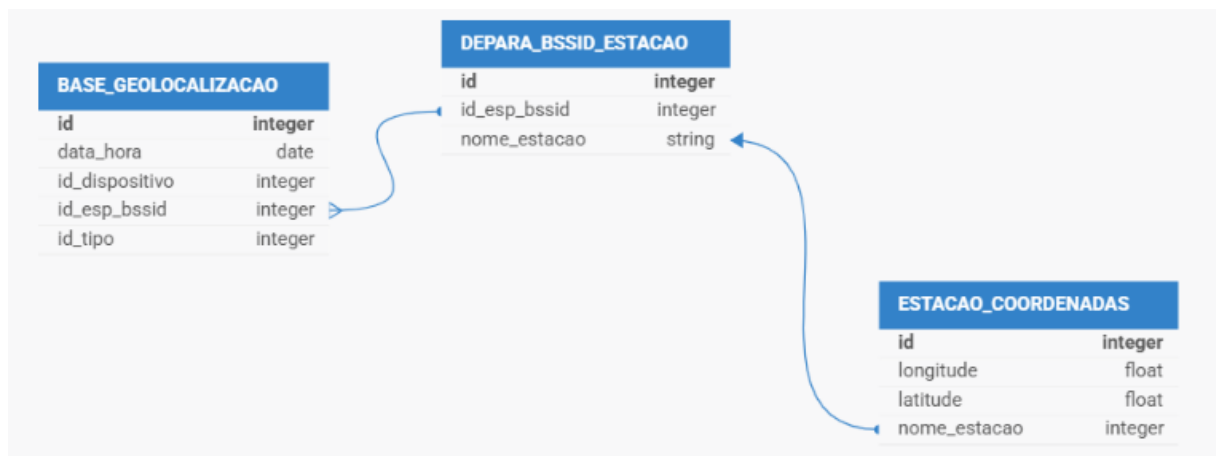 BASE_GEOLOCALIZACAO
id integer
data_hora date
id_dispositivo integer
id_esp_bssid integer
id_tipo integer
DEPARA_BSSID_ESTACAO
id integer
id_esp_bssid integer
nome_estacao string
ESTACAO_COORDENADAS
id integer
longitude float
latitude float
nome_estacao integer